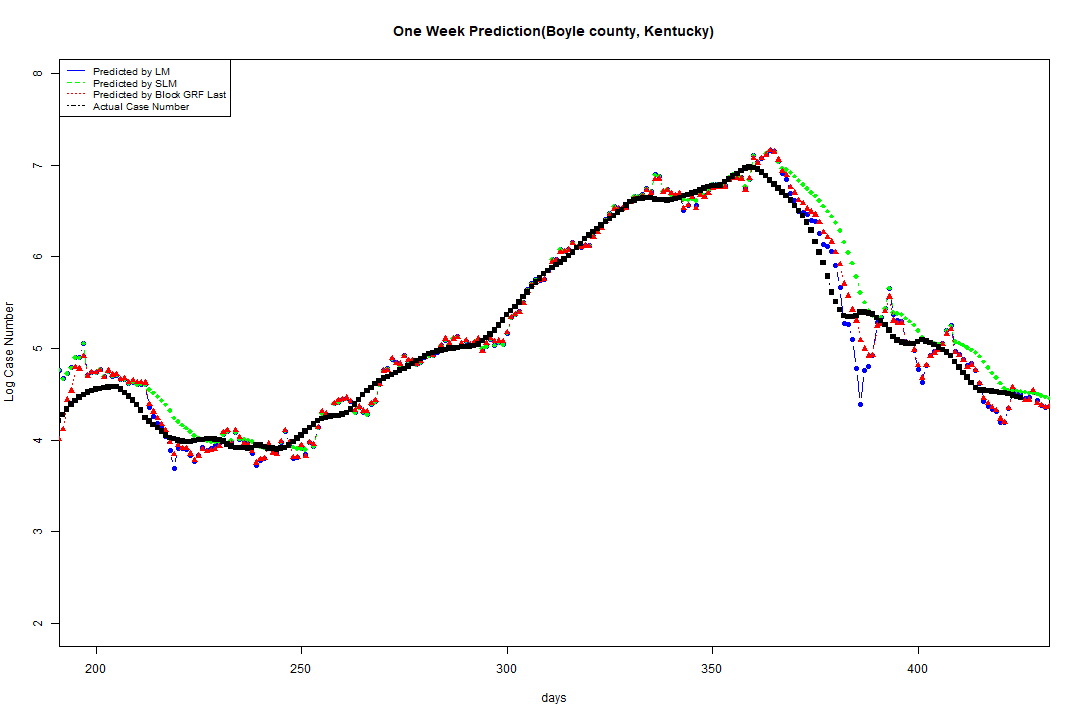 One Week Prediction(Boyle county, Kentucky)
Predicted by LM
Predicted by SLM
Predicted by Block GRF Last
Actual Case Number
8
7
6
5
4
3
2
Log Case Number
200 250 300 350 400
days